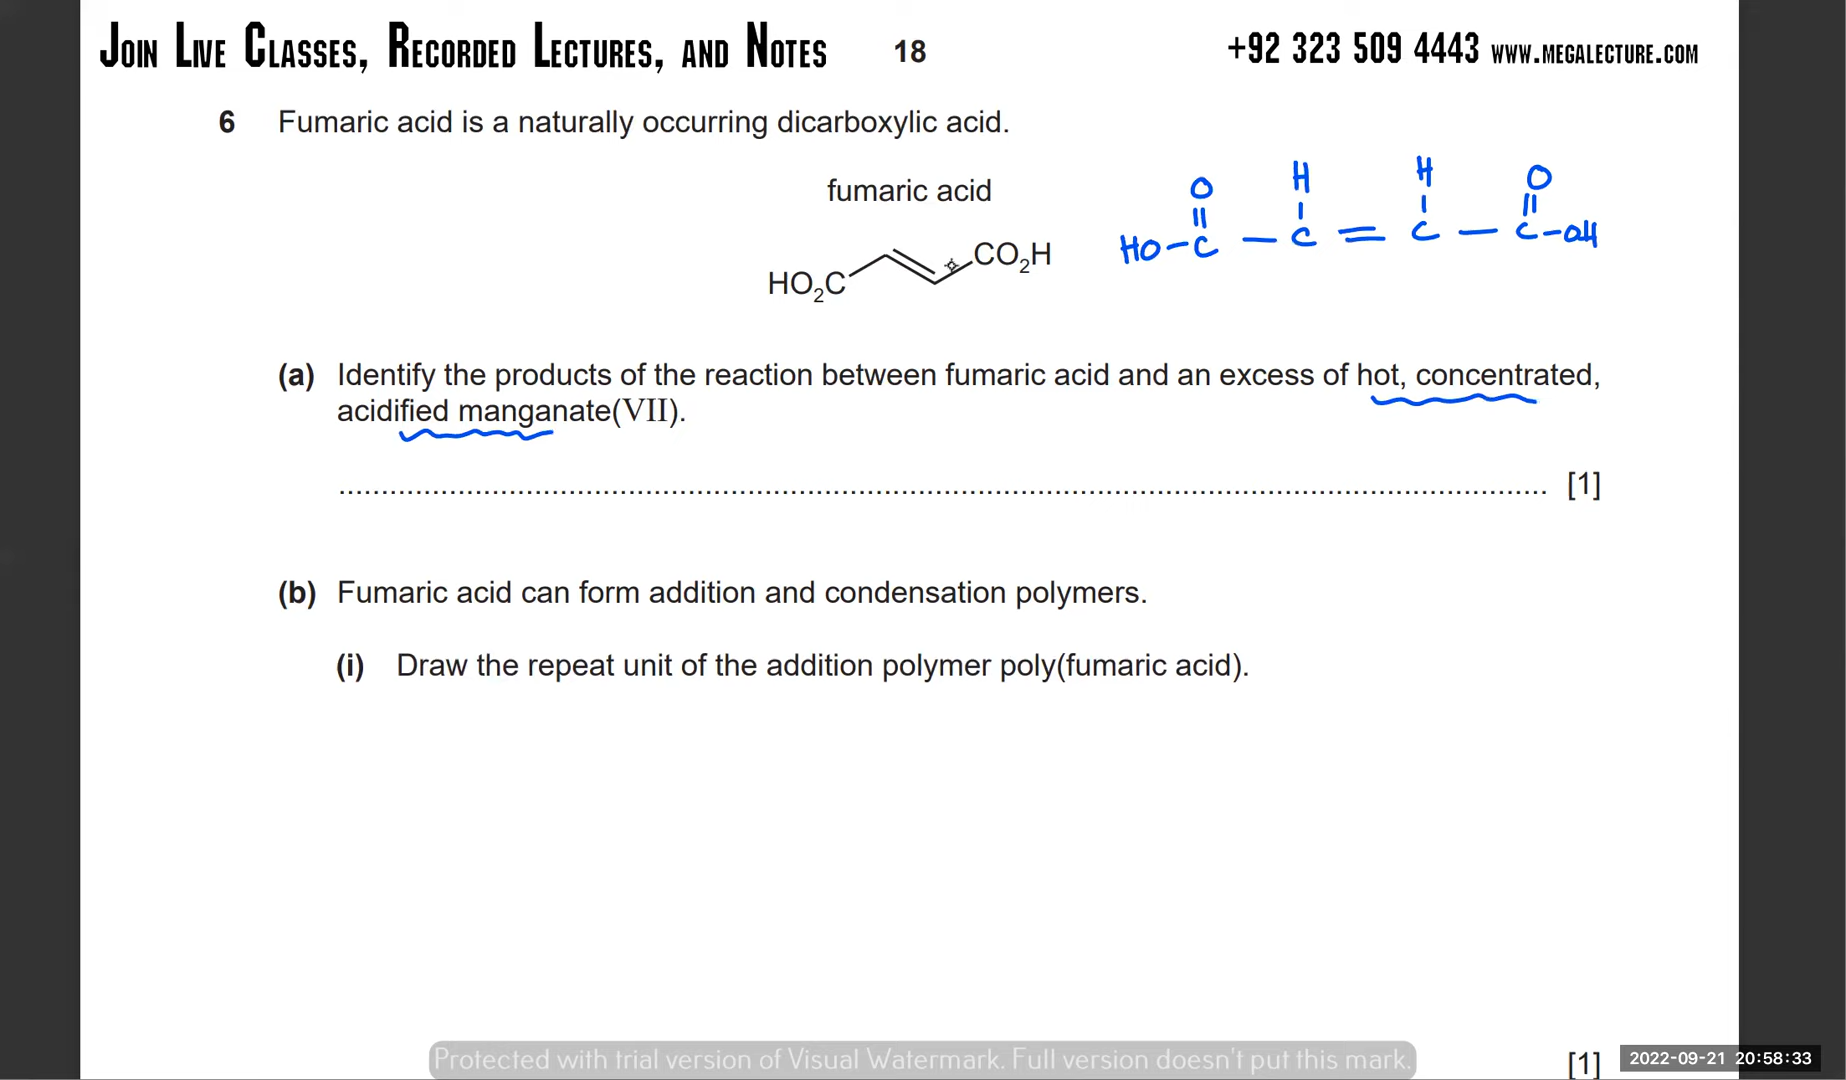 JOIN LIVE CLASSES, RECORDED LECTURES, AND NOTES 18 +92 323 509 4443 WWW.MEGALECTURE.COM
6 Fumaric acid is a naturally occurring dicarboxylic acid.
fumaric acid
HO₂C CO₂H
O H H O
HO-C — C = C — C-OH
(a) Identify the products of the reaction between fumaric acid and an excess of hot, concentrated,
acidified manganate(VII).
.................................................................................................................................................. [1]
(b) Fumaric acid can form addition and condensation polymers.
(i) Draw the repeat unit of the addition polymer poly(fumaric acid).
Protected with trial version of Visual Watermark. Full version doesn't put this mark.
[1]
2022-09-21 20:58:33